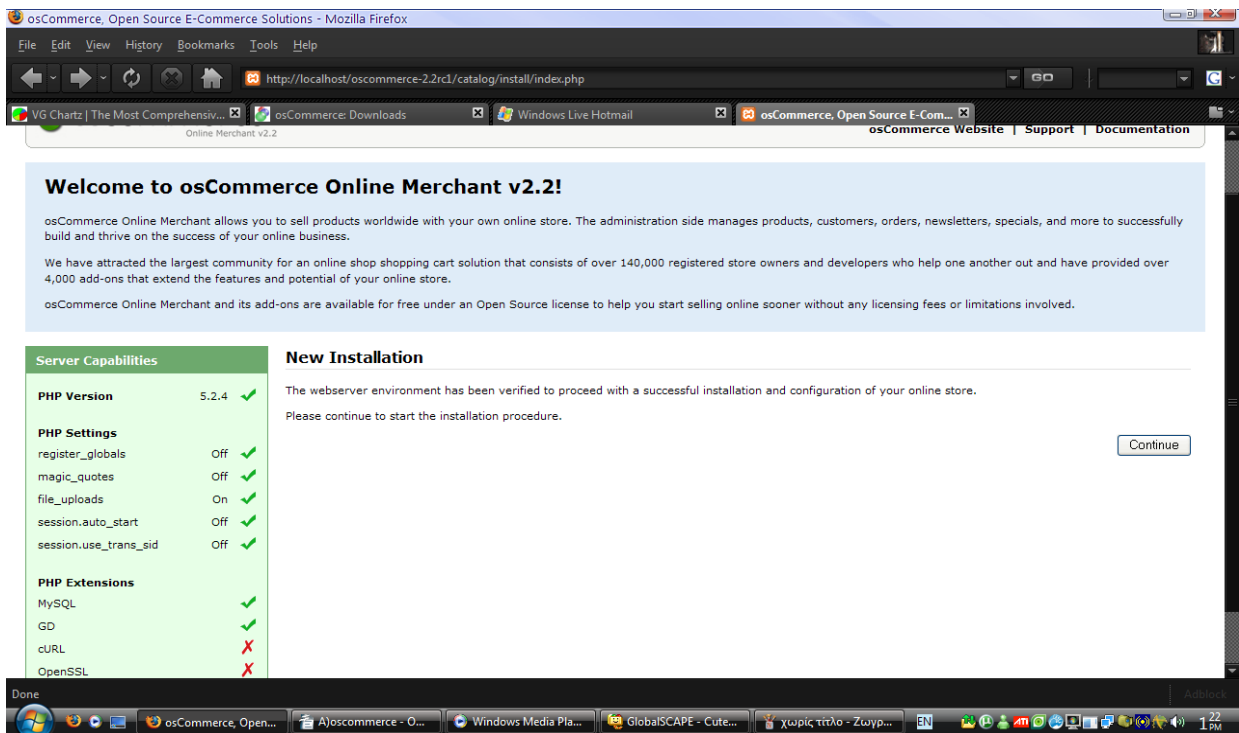 osCommerce, Open Source E-Commerce Solutions - Mozilla Firefox
File Edit View History Bookmarks Tools Help
http://localhost/oscommerce-2.2rc1/catalog/install/index.php GO G
VG Chartz | The Most Comprehensiv... osCommerce: Downloads Windows Live Hotmail osCommerce, Open Source E-Com...
Online Merchant v2.2 osCommerce Website | Support | Documentation
Welcome to osCommerce Online Merchant v2.2!
osCommerce Online Merchant allows you to sell products worldwide with your own online store. The administration side manages products, customers, orders, newsletters, specials, and more to successfully
build and thrive on the success of your online business.
We have attracted the largest community for an online shop shopping cart solution that consists of over 140,000 registered store owners and developers who help one another out and have provided over
4,000 add-ons that extend the features and potential of your online store.
osCommerce Online Merchant and its add-ons are available for free under an Open Source license to help you start selling online sooner without any licensing fees or limitations involved.
Server Capabilities
PHP Version 5.2.4
PHP Settings
register_globals Off
magic_quotes Off
file_uploads On
session.auto_start Off
session.use_trans_sid Off
PHP Extensions
MySQL
GD
cURL
OpenSSL
New Installation
The webserver environment has been verified to proceed with a successful installation and configuration of your online store.
Please continue to start the installation procedure.
Continue
Done Adblock
osCommerce, Open... A)oscommerce - O... Windows Media Pla... GlobalSCAPE - Cute... χωρίς τίτλο - Ζωγρ... EN 1 22 PM